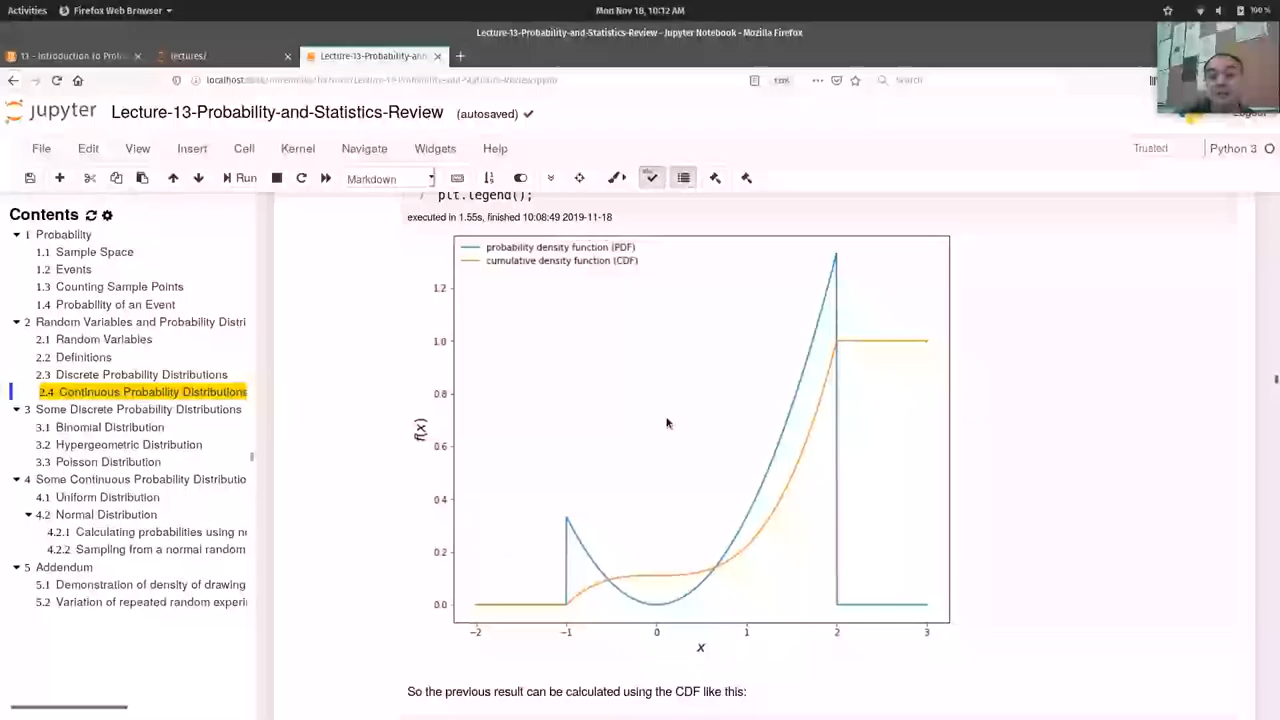 Activities Firefox Web Browser Mon Nov 18, 10:12 AM 100 %
Lecture-13-Probability-and-Statistics-Review - Jupyter Notebook - Mozilla Firefox
13 - Introduction to Prob lectures/ Lecture-13-Probability-and
Search
jupyter Lecture-13-Probability-and-Statistics-Review (autosaved) Logout
File Edit View Insert Cell Kernel Navigate Widgets Help Trusted Python 3
Run Markdown
Contents
1 Probability
1.1 Sample Space
1.2 Events
1.3 Counting Sample Points
1.4 Probability of an Event
2 Random Variables and Probability Distri
2.1 Random Variables
2.2 Definitions
2.3 Discrete Probability Distributions
2.4 Continuous Probability Distributions
3 Some Discrete Probability Distributions
3.1 Binomial Distribution
3.2 Hypergeometric Distribution
3.3 Poisson Distribution
4 Some Continuous Probability Distributio
4.1 Uniform Distribution
4.2 Normal Distribution
4.2.1 Calculating probabilities using n
4.2.2 Sampling from a normal random
5 Addendum
5.1 Demonstration of density of drawing
5.2 Variation of repeated random experi
7 plt.legend();
executed in 1.55s, finished 10:08:49 2019-11-18
probability density function (PDF)
cumulative density function (CDF)
1.2
1.0
0.8
0.6
0.4
0.2
0.0
f(x)
−2 −1 0 1 2 3
x
So the previous result can be calculated using the CDF like this: